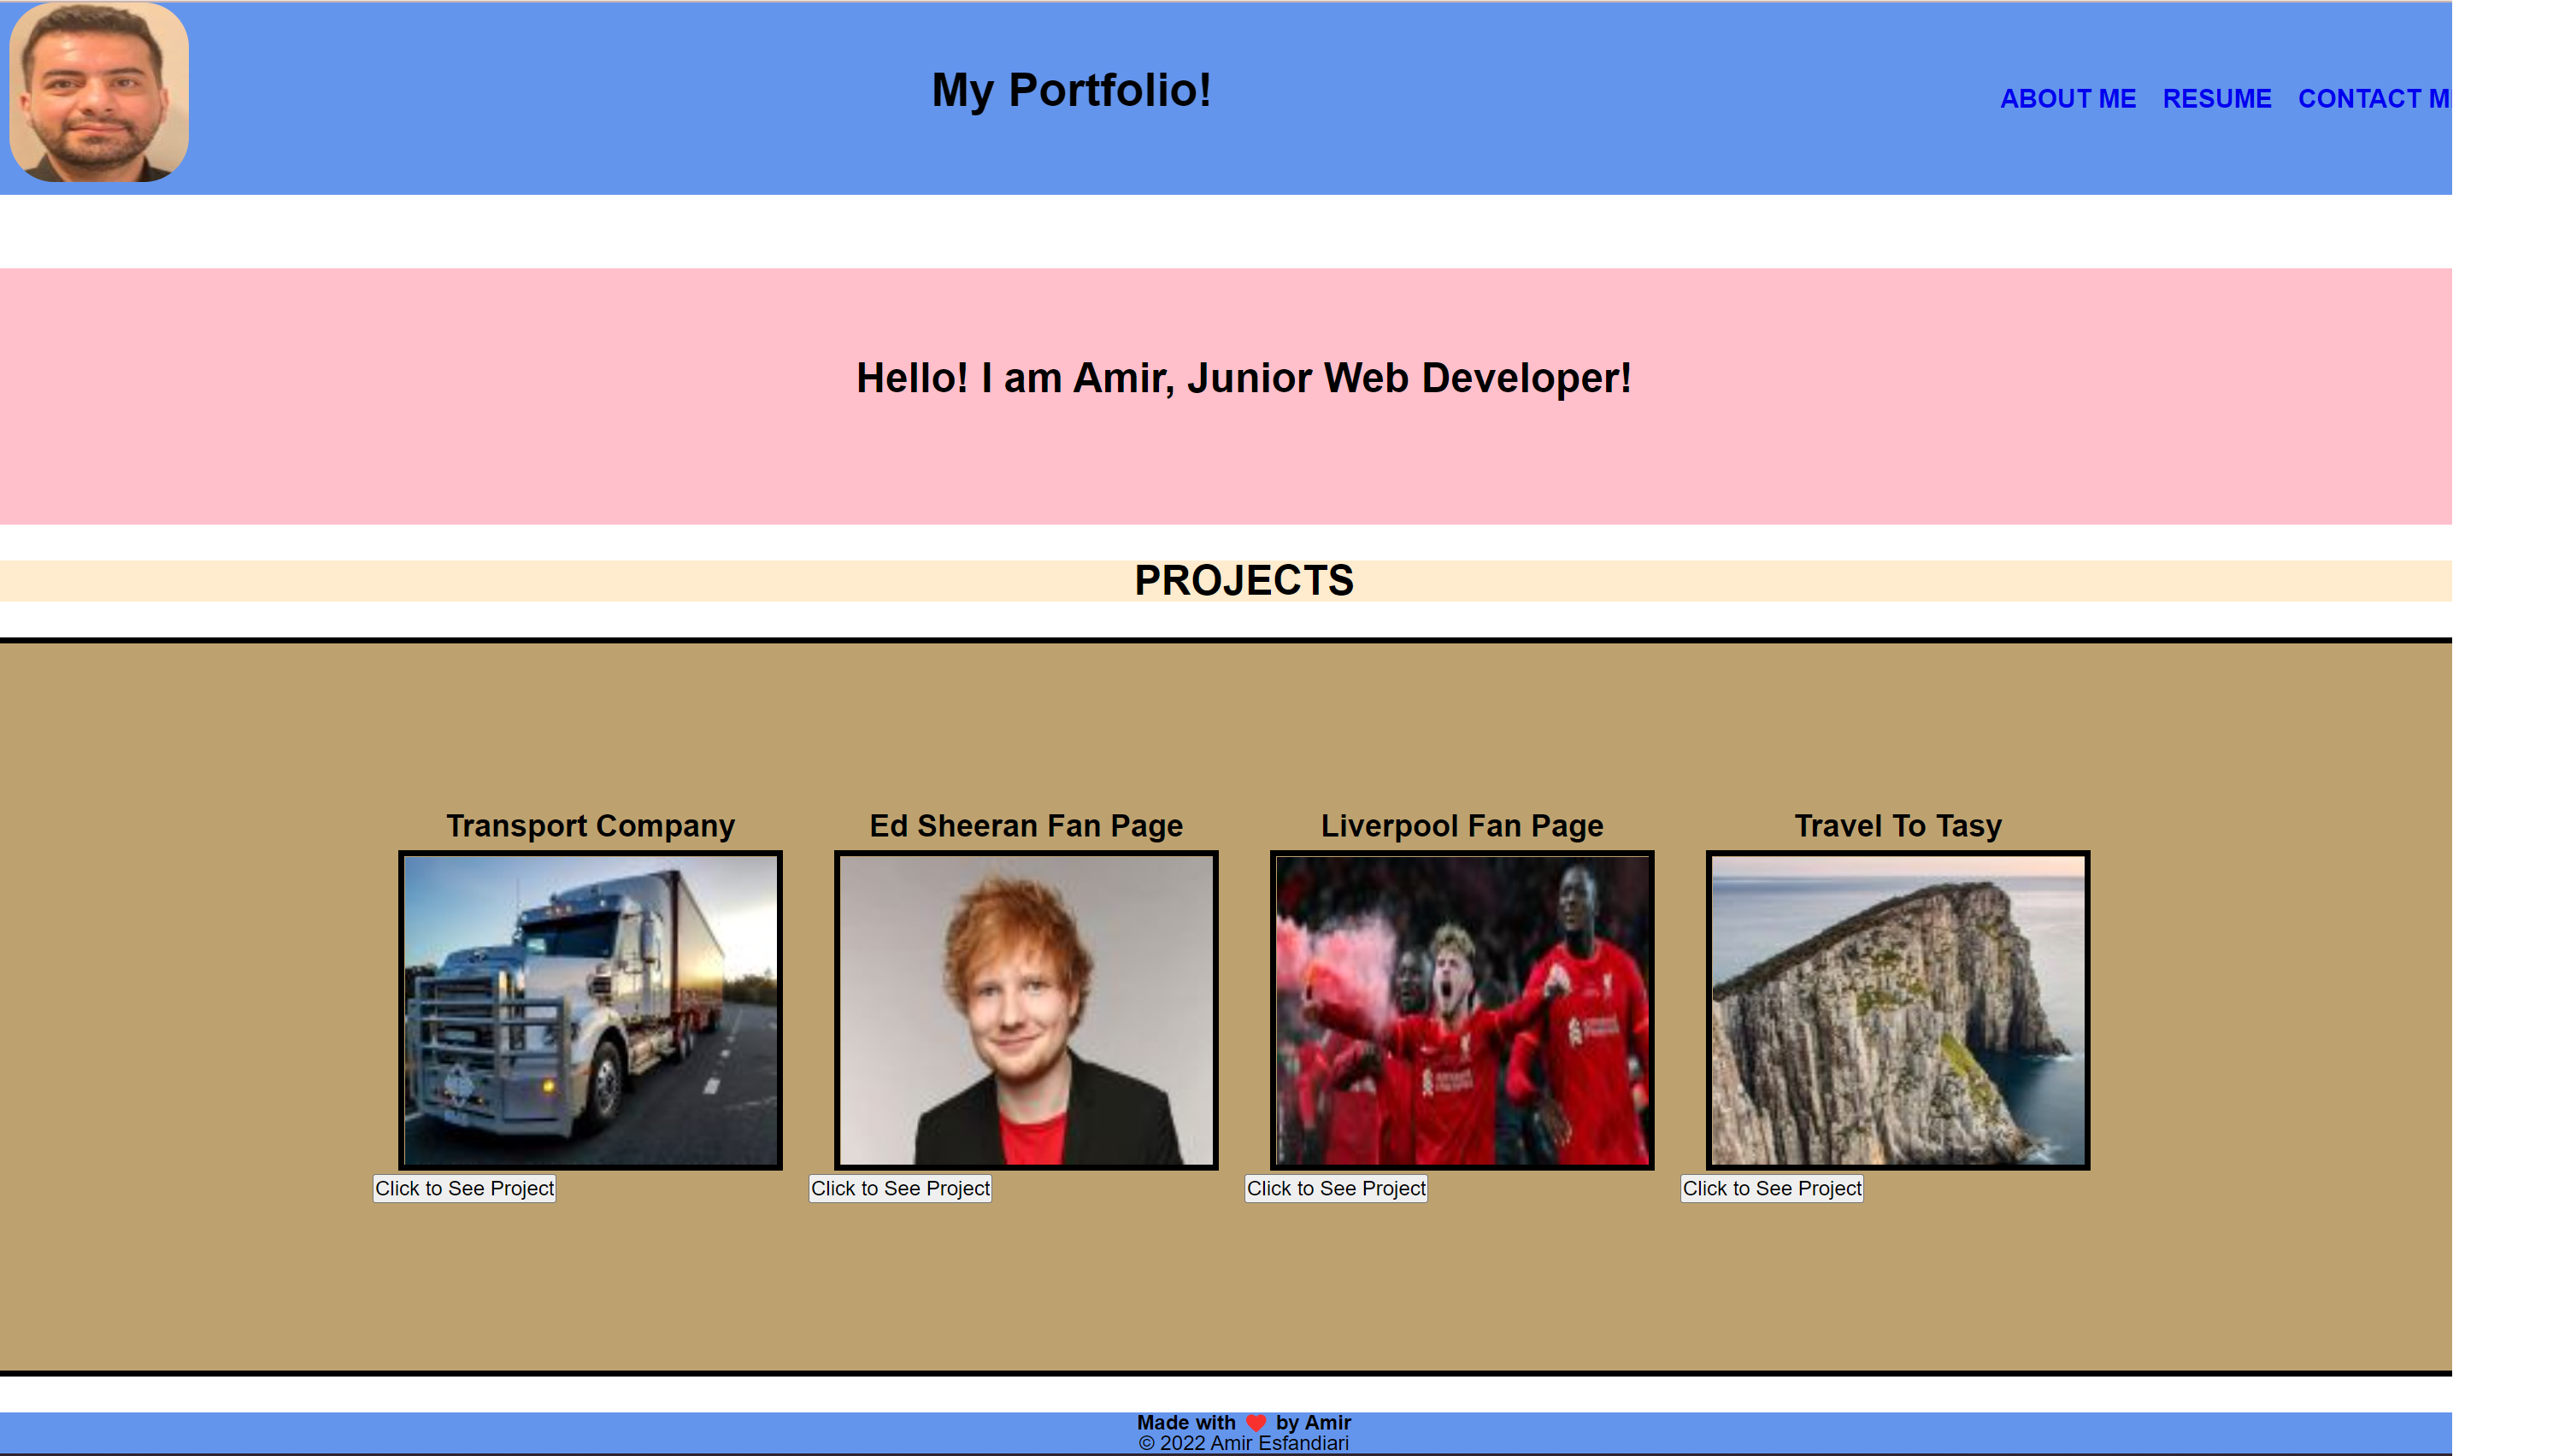 My Portfolio!
ABOUT ME RESUME CONTACT M
Hello! I am Amir, Junior Web Developer!
PROJECTS
Transport Company Ed Sheeran Fan Page Liverpool Fan Page Travel To Tasy
Click to See Project Click to See Project Click to See Project Click to See Project
Made with ❤️ by Amir
© 2022 Amir Esfandiari